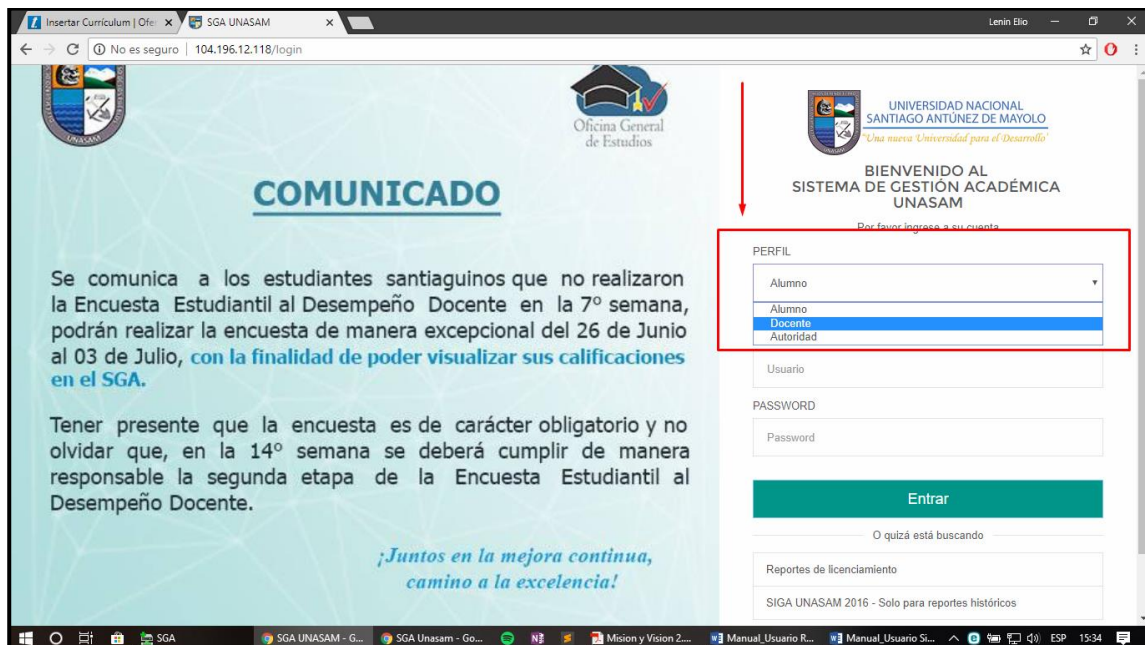 Insertar Currículum | Ofer
SGA UNASAM
Lenin Elio
No es seguro | 104.196.12.118/login
UNASAM
Oficina General
de Estudios
COMUNICADO
Se comunica a los estudiantes santiaguinos que no realizaron
la Encuesta Estudiantil al Desempeño Docente en la 7º semana,
podrán realizar la encuesta de manera excepcional del 26 de Junio
al 03 de Julio, con la finalidad de poder visualizar sus calificaciones
en el SGA.
Tener presente que la encuesta es de carácter obligatorio y no
olvidar que, en la 14º semana se deberá cumplir de manera
responsable la segunda etapa de la Encuesta Estudiantil al
Desempeño Docente.
¡Juntos en la mejora continua,
camino a la excelencia!
UNIVERSIDAD NACIONAL
SANTIAGO ANTÚNEZ DE MAYOLO
"Una nueva Universidad para el Desarrollo"
BIENVENIDO AL
SISTEMA DE GESTIÓN ACADÉMICA
UNASAM
Por favor ingrese a su cuenta
PERFIL
Alumno
Alumno
Docente
Autoridad
Usuario
PASSWORD
Password
Entrar
O quizá está buscando
Reportes de licenciamiento
SIGA UNASAM 2016 - Solo para reportes históricos
SGA
SGA UNASAM - G...
SGA Unasam - Go...
Mision y Vision 2....
Manual_Usuario R...
Manual_Usuario Si...
ESP
15:34